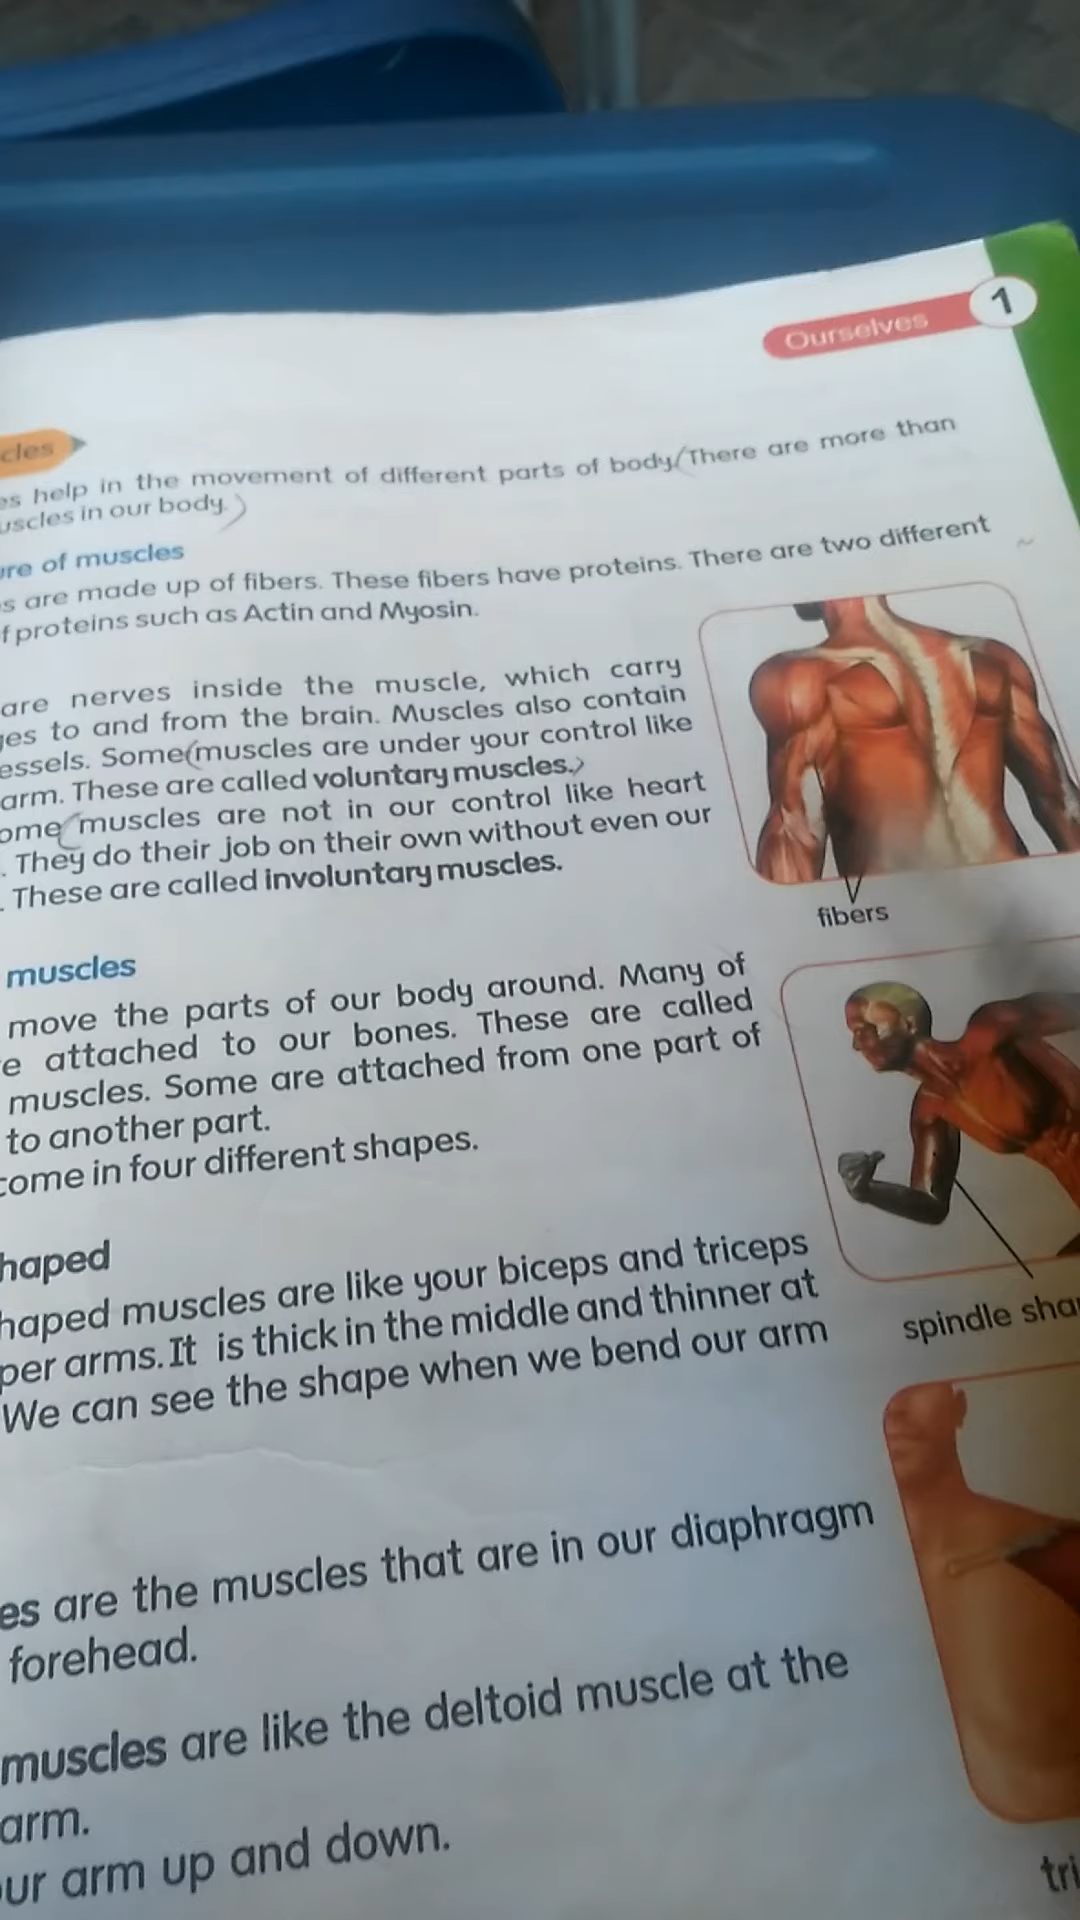 Ourselves
1
cles
es help in the movement of different parts of body. There are more than
uscles in our body.
ure of muscles
s are made up of fibers. These fibers have proteins. There are two different
f proteins such as Actin and Myosin.
are nerves inside the muscle, which carry
ges to and from the brain. Muscles also contain
essels. Some muscles are under your control like
arm. These are called voluntary muscles.
ome muscles are not in our control like heart
. They do their job on their own without even our
. These are called involuntary muscles.
fibers
muscles
move the parts of our body around. Many of
e attached to our bones. These are called
muscles. Some are attached from one part of
to another part.
come in four different shapes.
haped
haped muscles are like your biceps and triceps
per arms. It is thick in the middle and thinner at
We can see the shape when we bend our arm
spindle sha
es are the muscles that are in our diaphragm
forehead.
muscles are like the deltoid muscle at the
arm.
our arm up and down.
tri